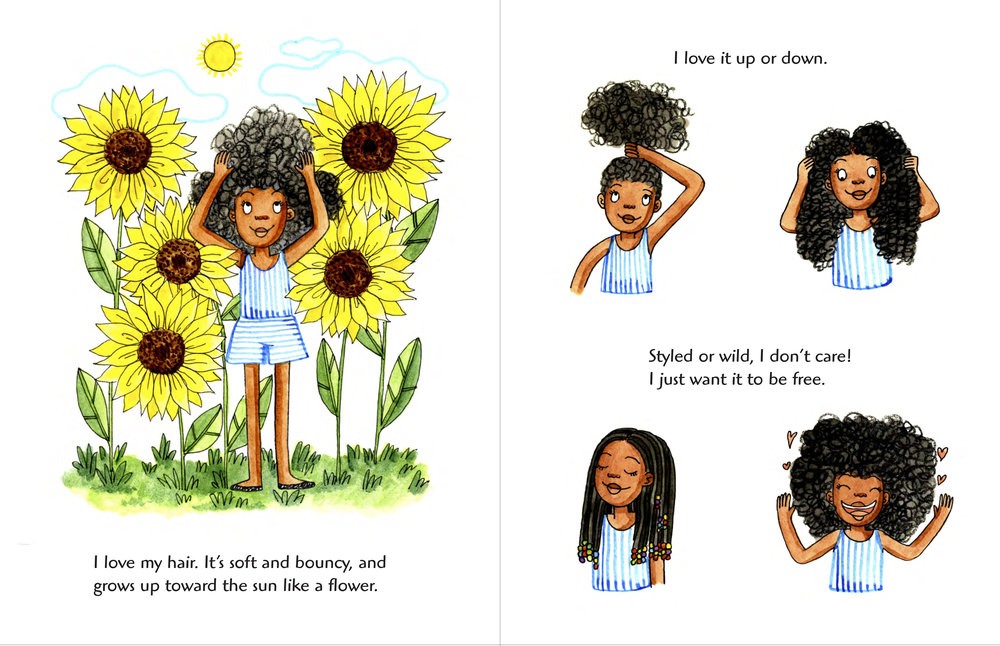 I love my hair. It's soft and bouncy, and
grows up toward the sun like a flower.
I love it up or down.
Styled or wild, I don't care!
I just want it to be free.